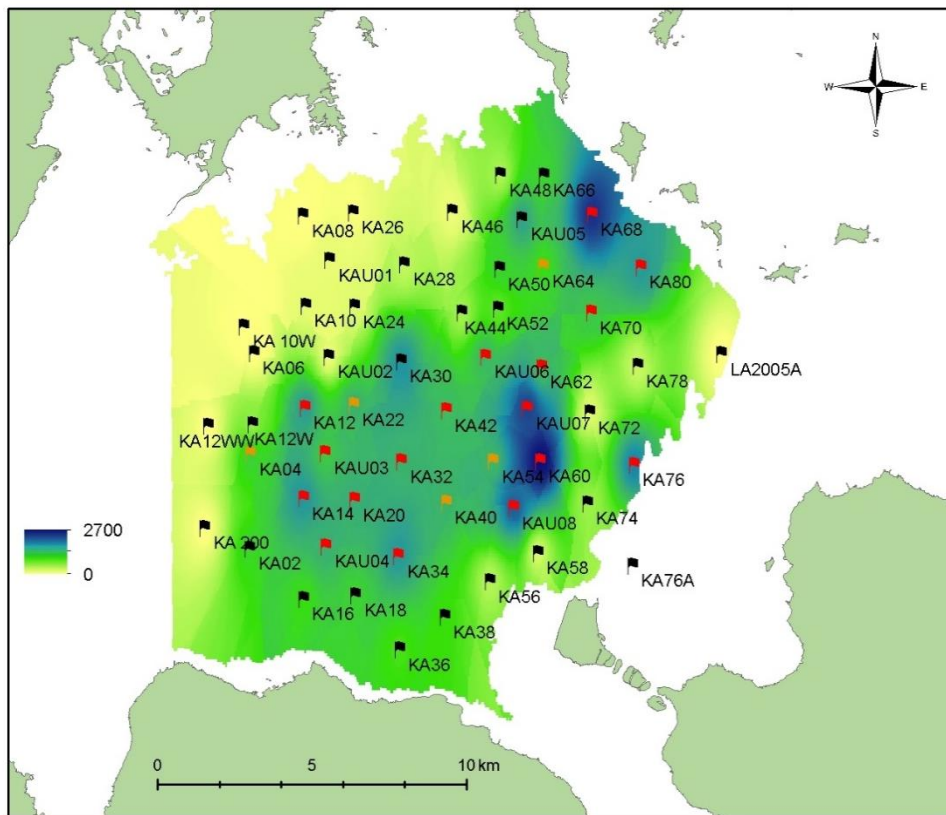 N
W E
S
KA48 KA66
KA08 KA26 KA46 KAU05 KA68
KAU01 KA28 KA50 KA64 KA80
KA10 KA24 KA44 KA52 KA70
KA 10W
KA06 KAU02 KA30 KAU06 KA62 KA78 LA2005A
KA12 KA22 KA42 KAU07 KA72
KA12WW KA12W
KA04 KAU03 KA32 KA54 KA60 KA76
KA14 KA20 KA40 KAU08 KA74
2700
KA 200
0
KA02 KAU04 KA34 KA58
KA56 KA76A
KA16 KA18
KA38
KA36
0 5 10 km